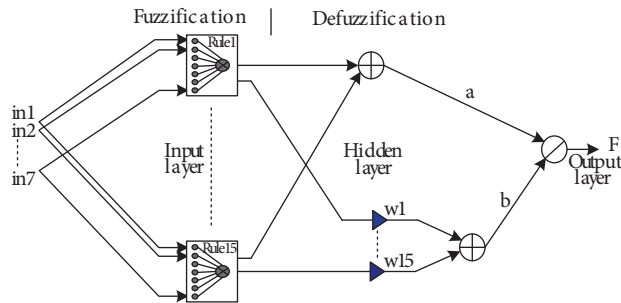 Fuzzification | Defuzzification
Rule1
a
in1
in2
in7
Input
layer
Hidden
layer
F
Output
layer
b
w1
Rule15
w15